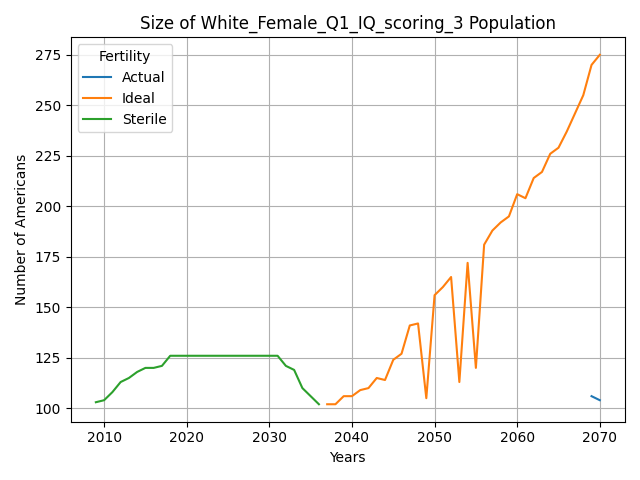 Size of White_Female_Q1_IQ_scoring_3 Population
Fertility
Actual
Ideal
Sterile
Number of Americans
275
250
225
200
175
150
125
100
2010 2020 2030 2040 2050 2060 2070
Years